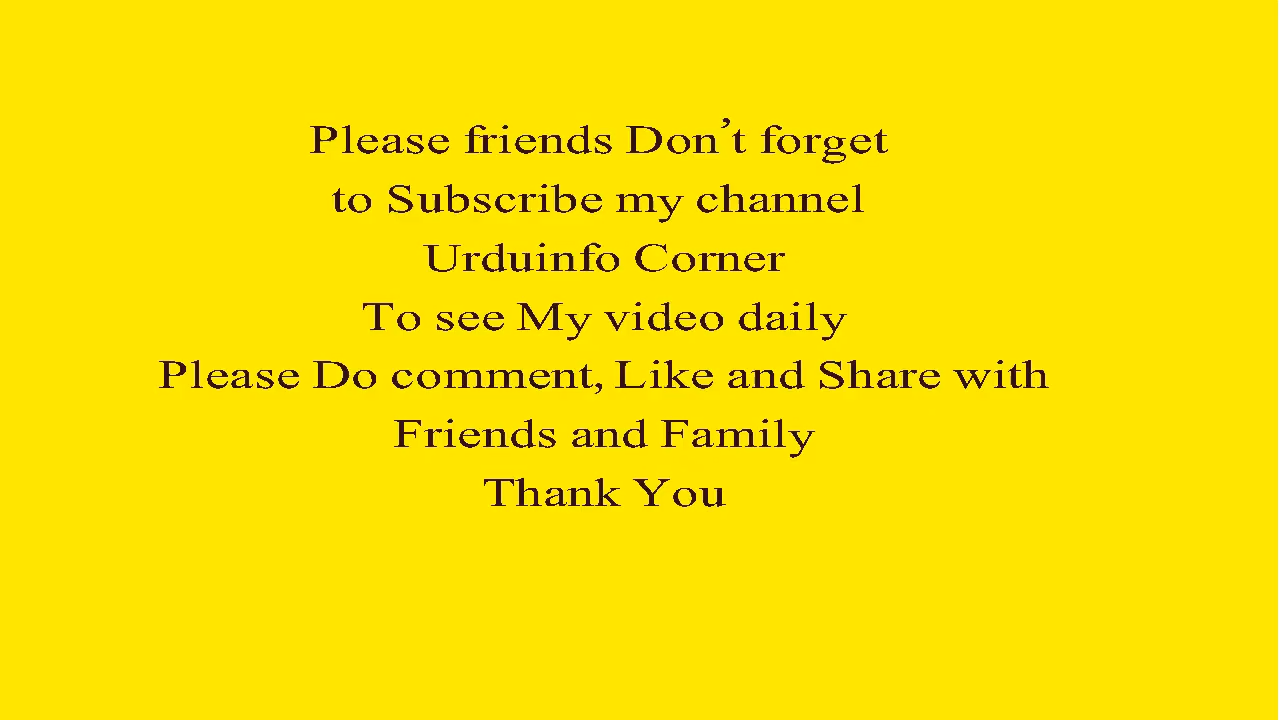 Please friends Don’t forget
to Subscribe my channel
Urduinfo Corner
To see My video daily
Please Do comment, Like and Share with
Friends and Family
Thank You